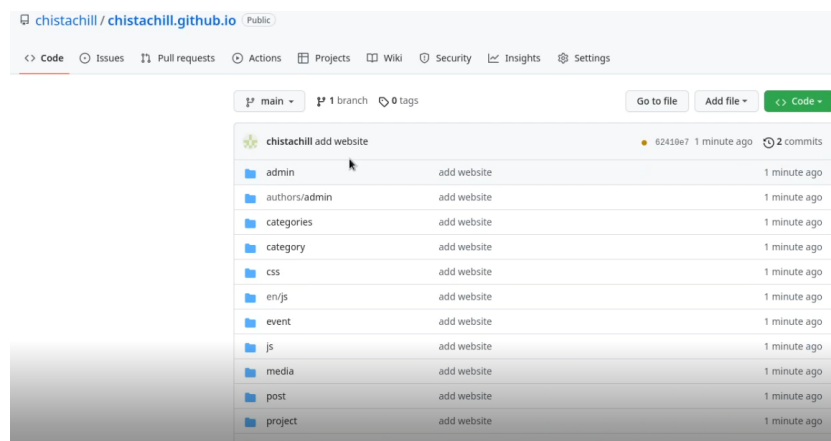 chistachill / chistachill.github.io Public
<> Code Issues Pull requests Actions Projects Wiki Security Insights Settings
main 1 branch 0 tags Go to file Add file <> Code
chistachill add website 62410e7 1 minute ago 2 commits
admin add website 1 minute ago
authors/admin add website 1 minute ago
categories add website 1 minute ago
category add website 1 minute ago
css add website 1 minute ago
en/js add website 1 minute ago
event add website 1 minute ago
js add website 1 minute ago
media add website 1 minute ago
post add website 1 minute ago
project add website 1 minute ago